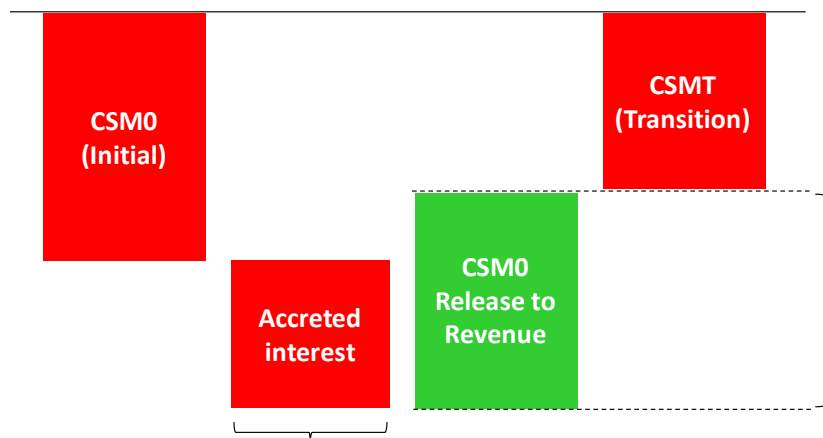 CSM0
(Initial)
Accreted
interest
CSM0
Release to
Revenue
CSMT
(Transition)